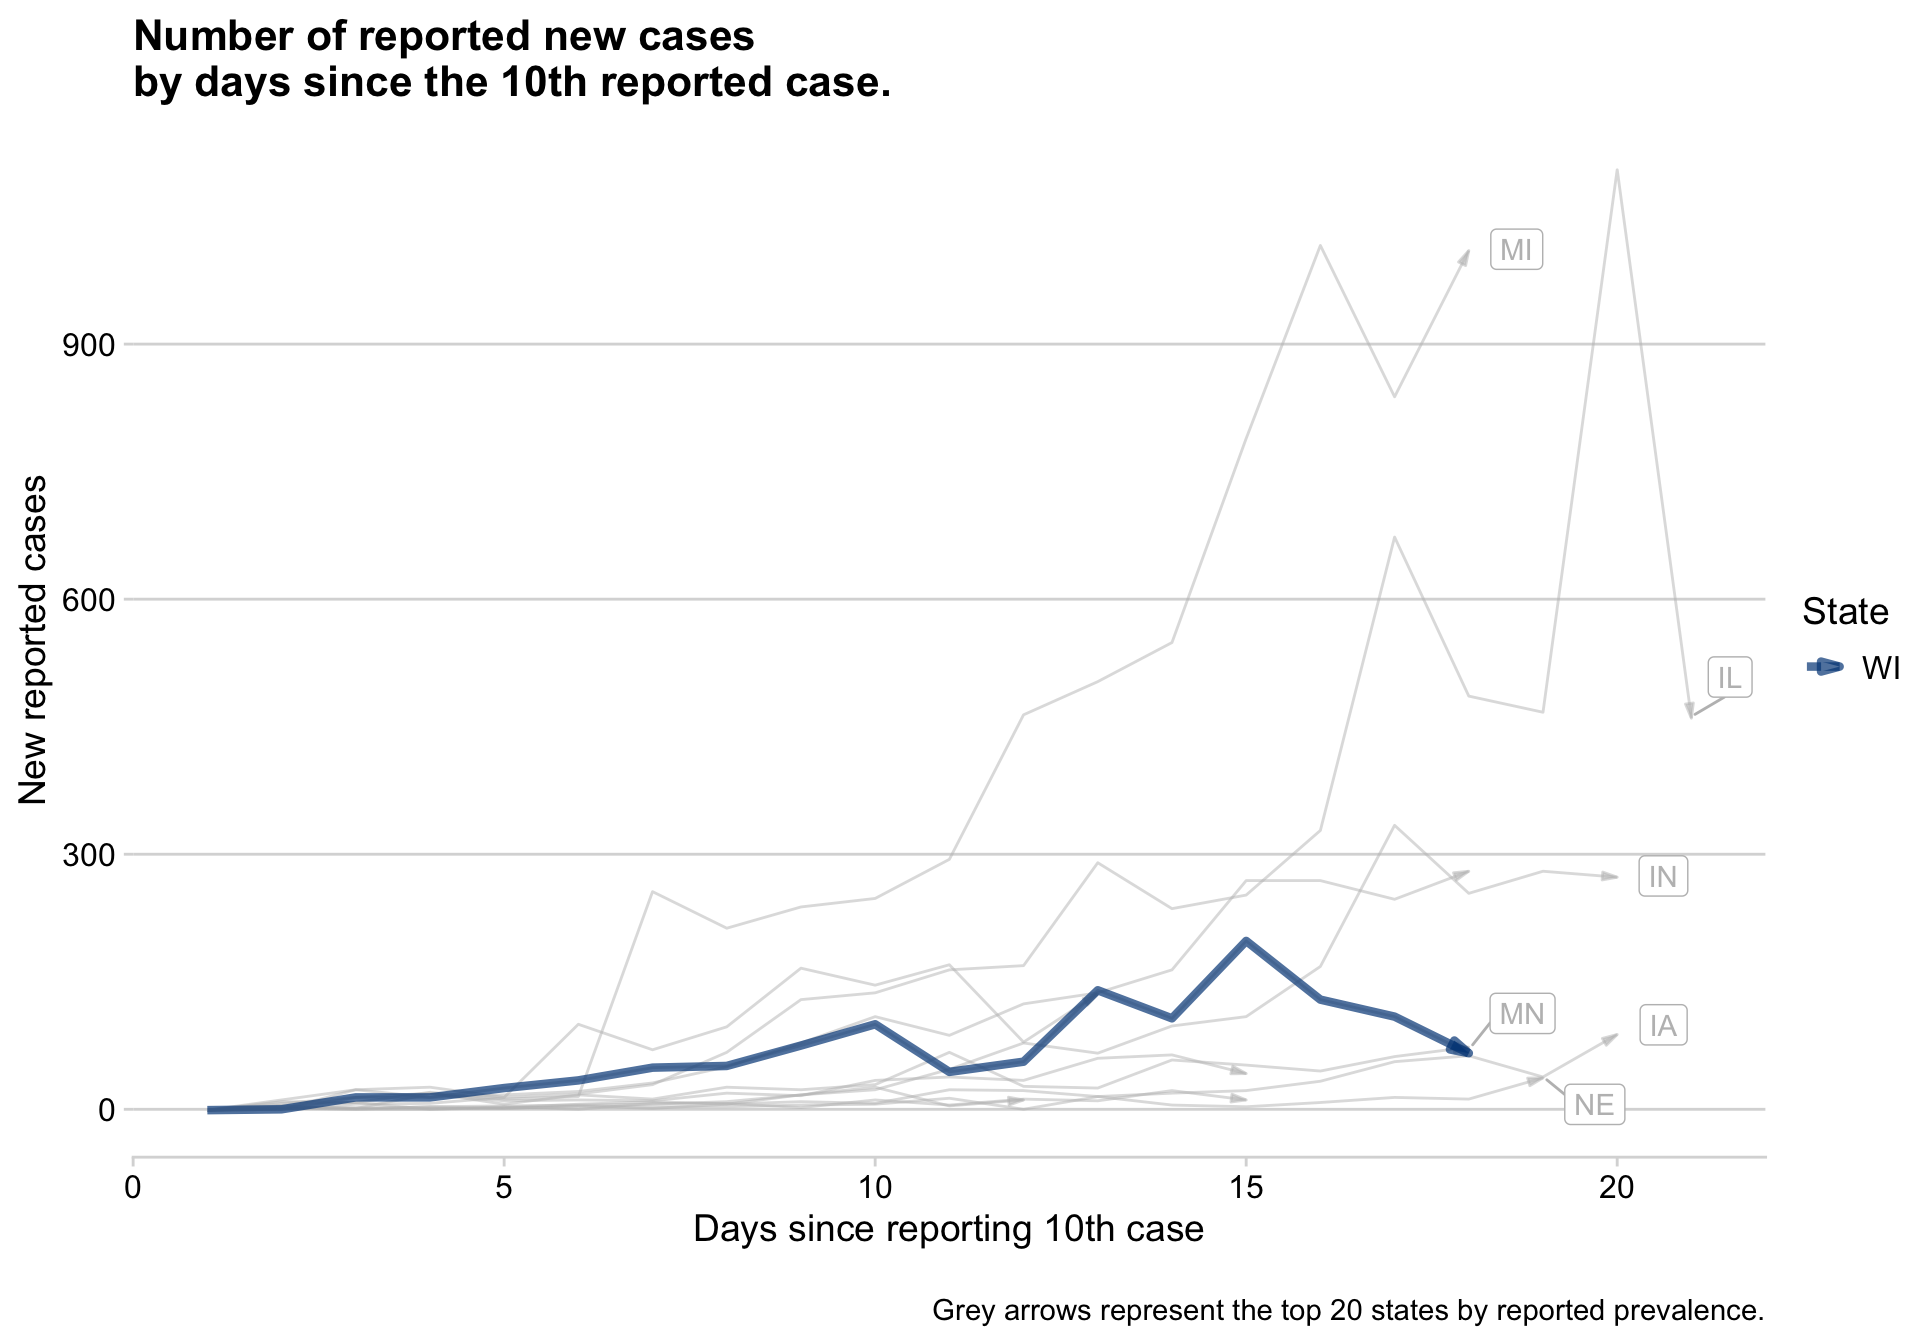 Number of reported new cases
by days since the 10th reported case.
MI
900
New reported cases
600
State
WI
IL
300
IN
MN
IA
NE
0
0 5 10 15 20
Days since reporting 10th case
Grey arrows represent the top 20 states by reported prevalence.